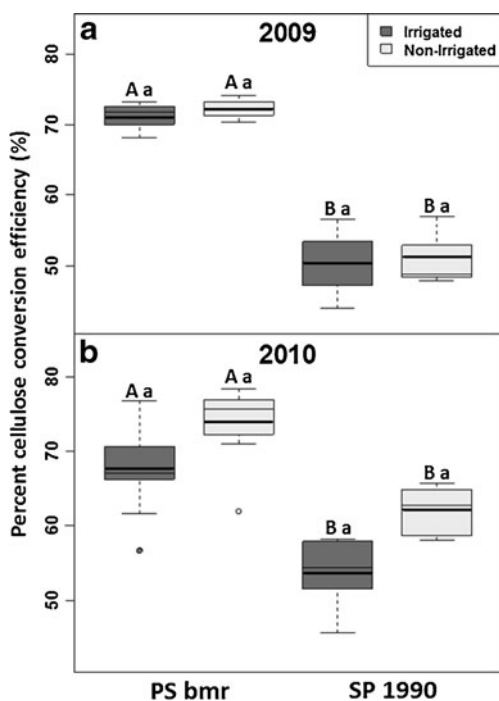 a
2009
Irrigated
Non-Irrigated
80
70
60
50
A a
A a
B a
B a
Percent cellulose conversion efficiency (%)
b
2010
80
70
60
50
A a
A a
B a
B a
PS bmr
SP 1990